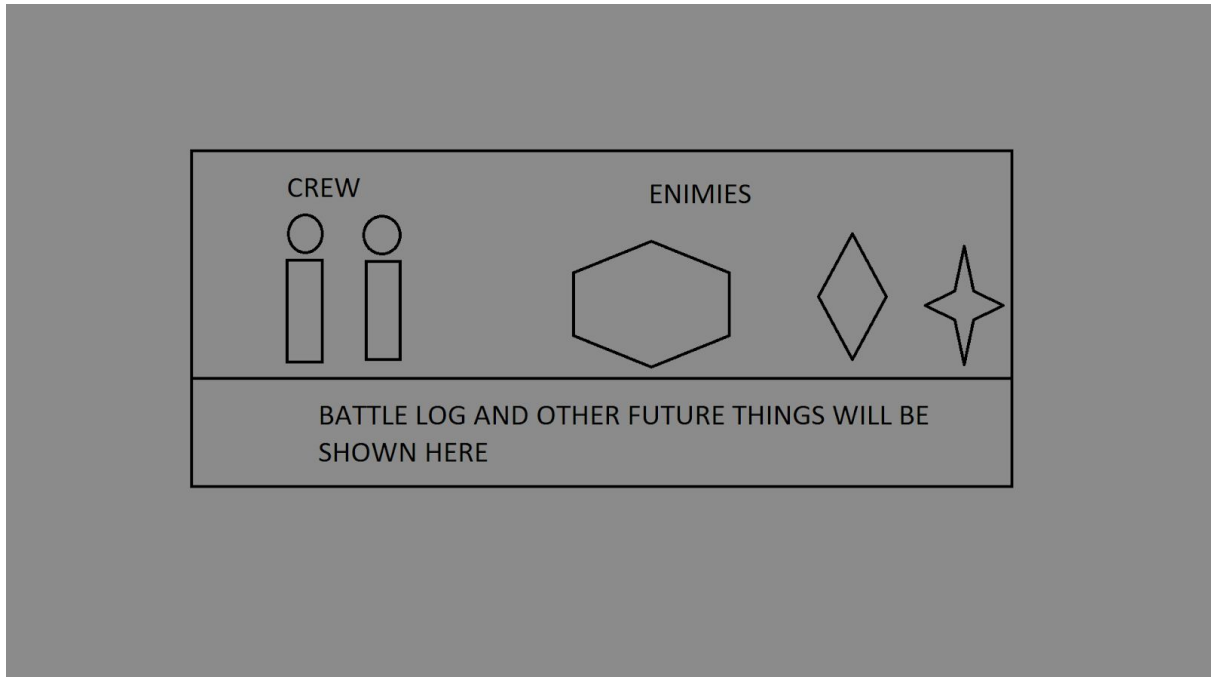 CREW
ENIMIES
BATTLE LOG AND OTHER FUTURE THINGS WILL BE
SHOWN HERE